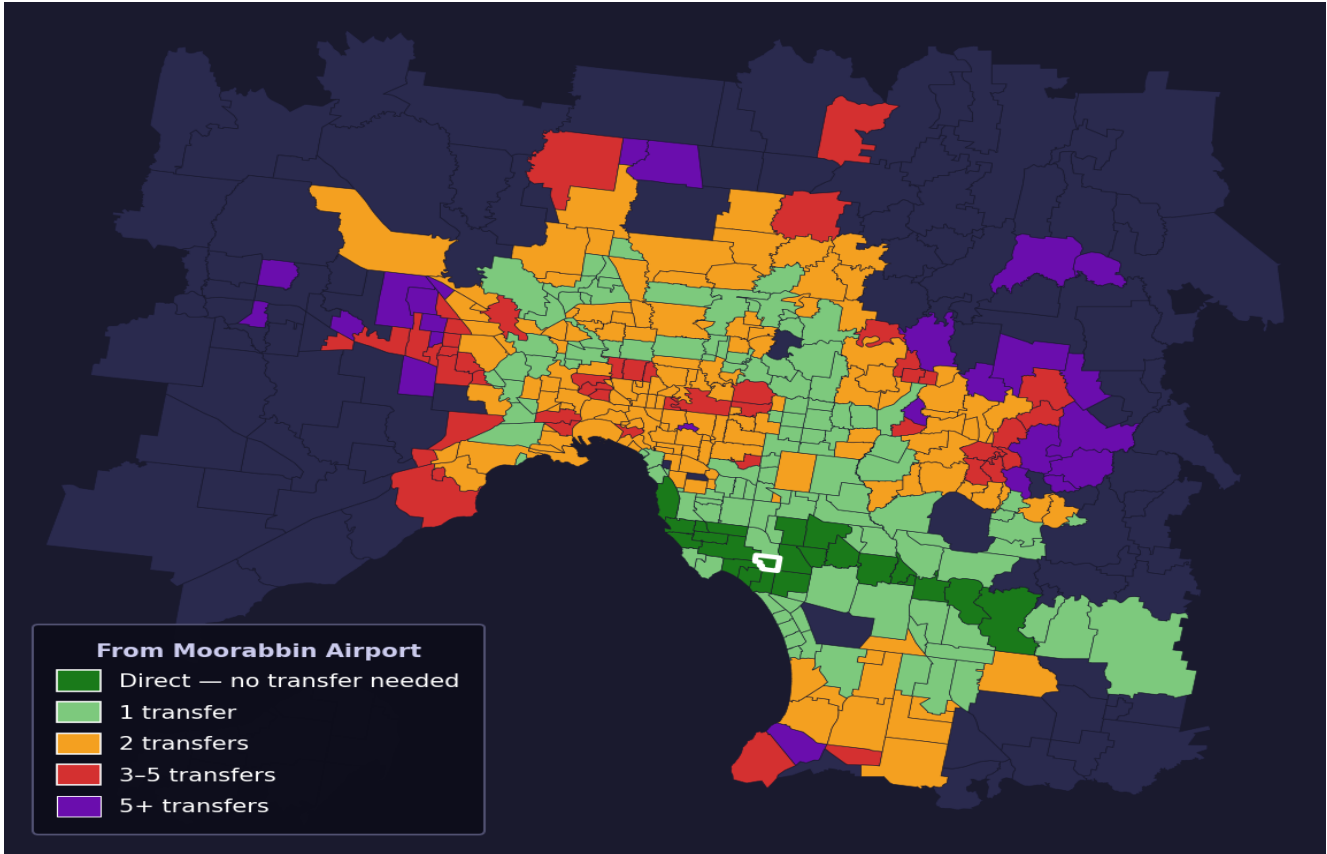 From Moorabbin Airport
Direct — no transfer needed
1 transfer
2 transfers
3–5 transfers
5+ transfers